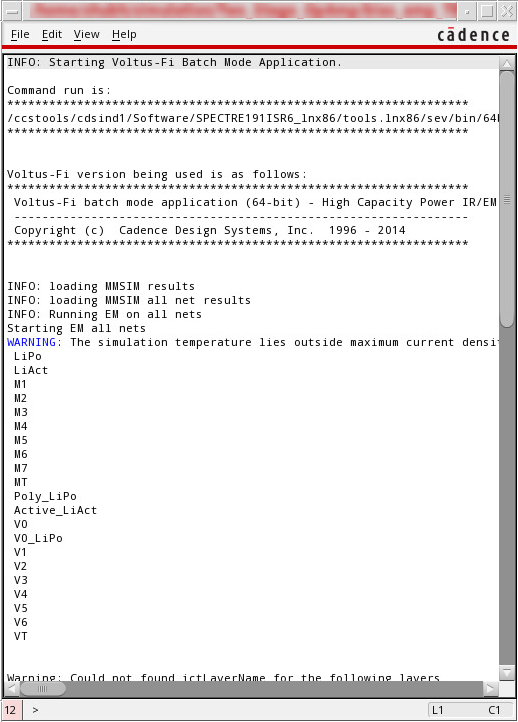 File Edit View Help
cādence
INFO: Starting Voltus-Fi Batch Mode Application.
Command run is:
******************************************************************
/ccstools/cdsind1/Software/SPECTRE191ISR6_lnx86/tools.lnx86/sev/bin/64
******************************************************************
Voltus-Fi version being used is as follows:
******************************************************************
Voltus-Fi batch mode application (64-bit) - High Capacity Power IR/EM
-----------------------------------------------------------------
Copyright (c)  Cadence Design Systems, Inc.  1996 - 2014
******************************************************************
INFO: loading MMSIM results
INFO: loading MMSIM all net results
INFO: Running EM on all nets
Starting EM all nets
WARNING: The simulation temperature lies outside maximum current densi
LiPo
LiAct
M1
M2
M3
M4
M5
M6
M7
MT
Poly_LiPo
Active_LiAct
V0
V0_LiPo
V1
V2
V3
V4
V5
V6
VT
Warning: Could not found ictLayerName for the following layers
12 > L1 C1